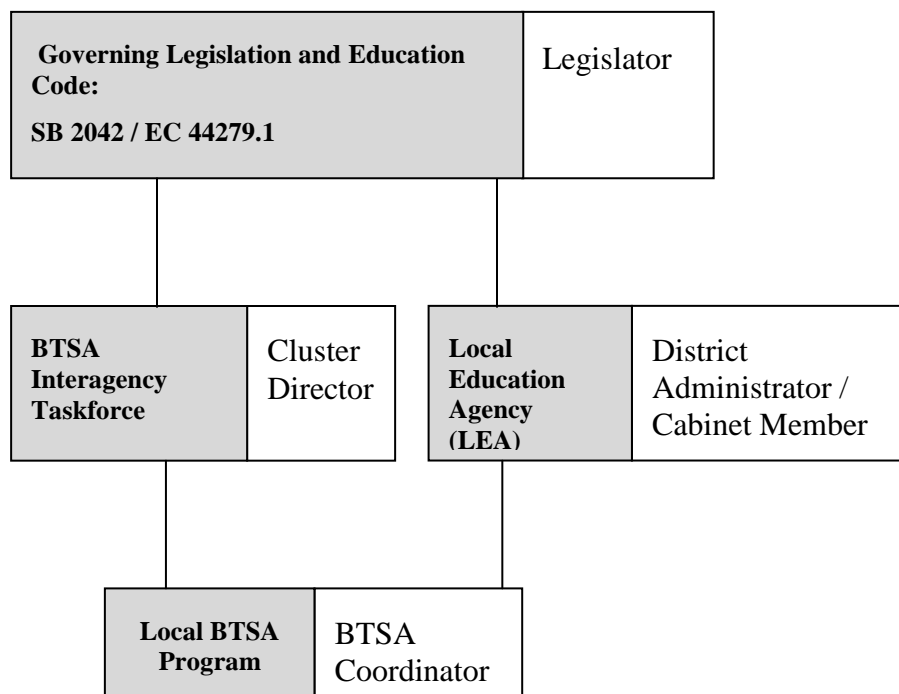 Governing Legislation and Education
Code:
SB 2042 / EC 44279.1
Legislator
BTSA
Interagency
Taskforce
Cluster
Director
Local
Education
Agency
(LEA)
District
Administrator /
Cabinet Member
Local BTSA
Program
BTSA
Coordinator